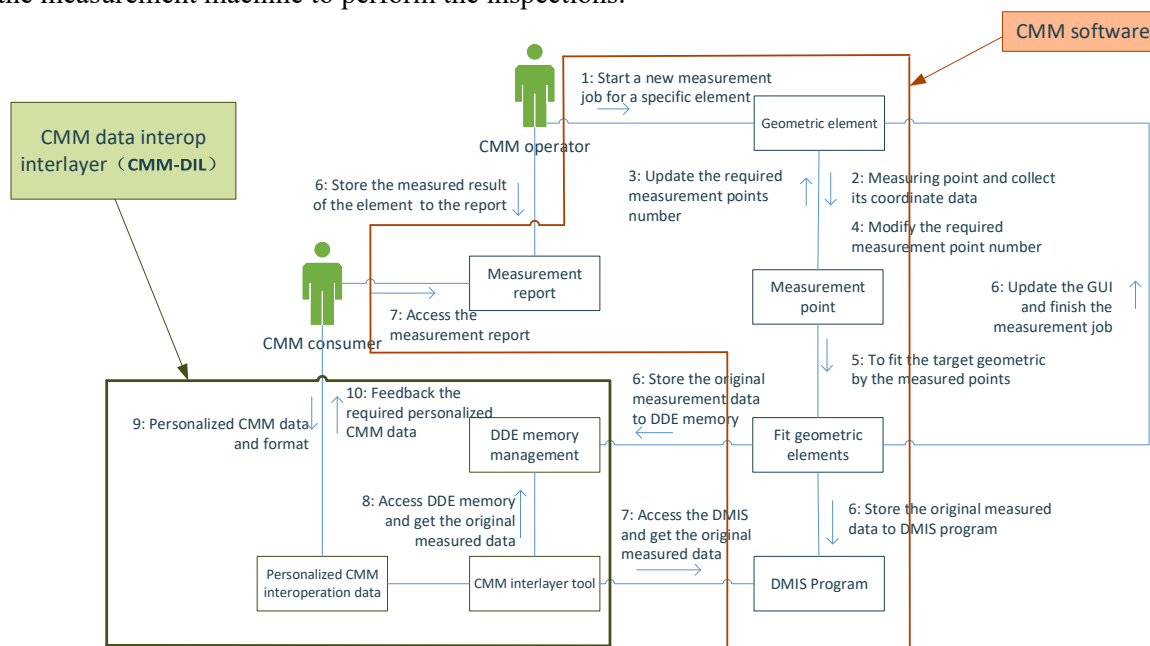 the measurement machine to perform the inspections.
CMM software
1: Start a new measurement
job for a specific element
Geometric element
CMM data interop
interlayer（CMM-DIL）
CMM operator
6: Store the measured result
of the element to the report
3: Update the required
measurement points
number
2: Measuring point and collect
its coordinate data
4: Modify the required
measurement point number
Measurement
report
Measurement
point
6: Update the GUI
and finish the
measurement job
7: Access the
measurement report
CMM consumer
5: To fit the target geometric
by the measured points
6: Store the original
measurement data
to DDE memory
10: Feedback the
required personalized
CMM data
9: Personalized CMM data
and format
DDE memory
management
Fit geometric
elements
8: Access DDE memory
and get the original
measured data
7: Access the DMIS
and get the original
measured data
6: Store the original measured
data to DMIS program
Personalized CMM
interoperation data
CMM interlayer tool
DMIS Program